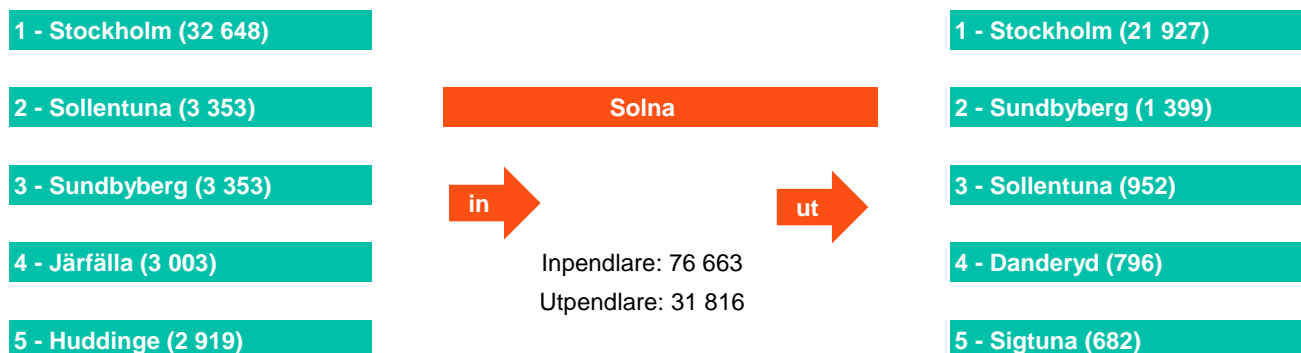 1 - Stockholm (32 648)
2 - Sollentuna (3 353)
3 - Sundbyberg (3 353)
4 - Järfälla (3 003)
5 - Huddinge (2 919)
Solna
in
ut
Inpendlare: 76 663
Utpendlare: 31 816
1 - Stockholm (21 927)
2 - Sundbyberg (1 399)
3 - Sollentuna (952)
4 - Danderyd (796)
5 - Sigtuna (682)